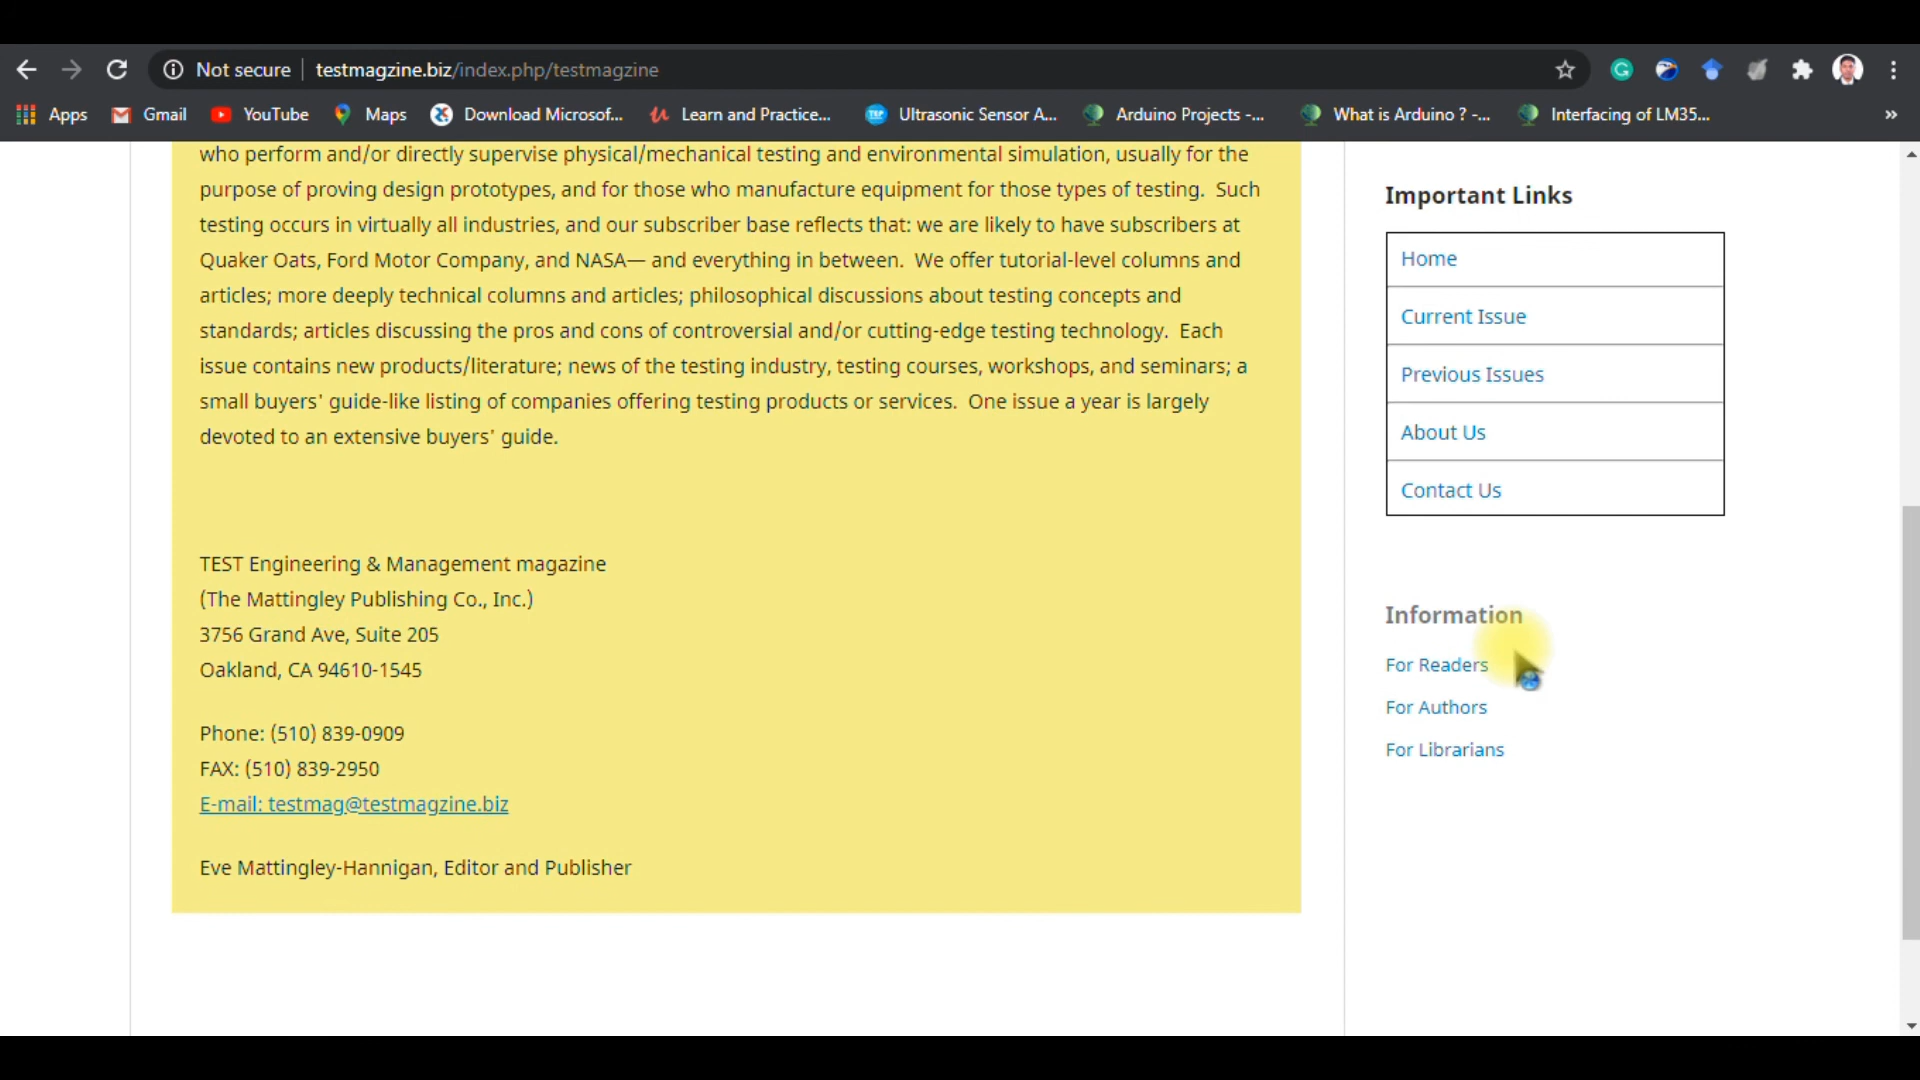 Not secure testmagzine.biz/index.php/testmagzine
Apps Gmail YouTube Maps Download Microsof... Learn and Practice... Ultrasonic Sensor A... Arduino Projects -... What is Arduino ? -... Interfacing of LM35... »
who perform and/or directly supervise physical/mechanical testing and environmental simulation, usually for the
purpose of proving design prototypes, and for those who manufacture equipment for those types of testing. Such
testing occurs in virtually all industries, and our subscriber base reflects that: we are likely to have subscribers at
Quaker Oats, Ford Motor Company, and NASA— and everything in between. We offer tutorial-level columns and
articles; more deeply technical columns and articles; philosophical discussions about testing concepts and
standards; articles discussing the pros and cons of controversial and/or cutting-edge testing technology. Each
issue contains new products/literature; news of the testing industry, testing courses, workshops, and seminars; a
small buyers' guide-like listing of companies offering testing products or services. One issue a year is largely
devoted to an extensive buyers' guide.
TEST Engineering & Management magazine
(The Mattingley Publishing Co., Inc.)
3756 Grand Ave, Suite 205
Oakland, CA 94610-1545
Phone: (510) 839-0909
FAX: (510) 839-2950
E-mail: testmag@testmagzine.biz
Eve Mattingley-Hannigan, Editor and Publisher
Important Links
Home
Current Issue
Previous Issues
About Us
Contact Us
Information
For Readers
For Authors
For Librarians